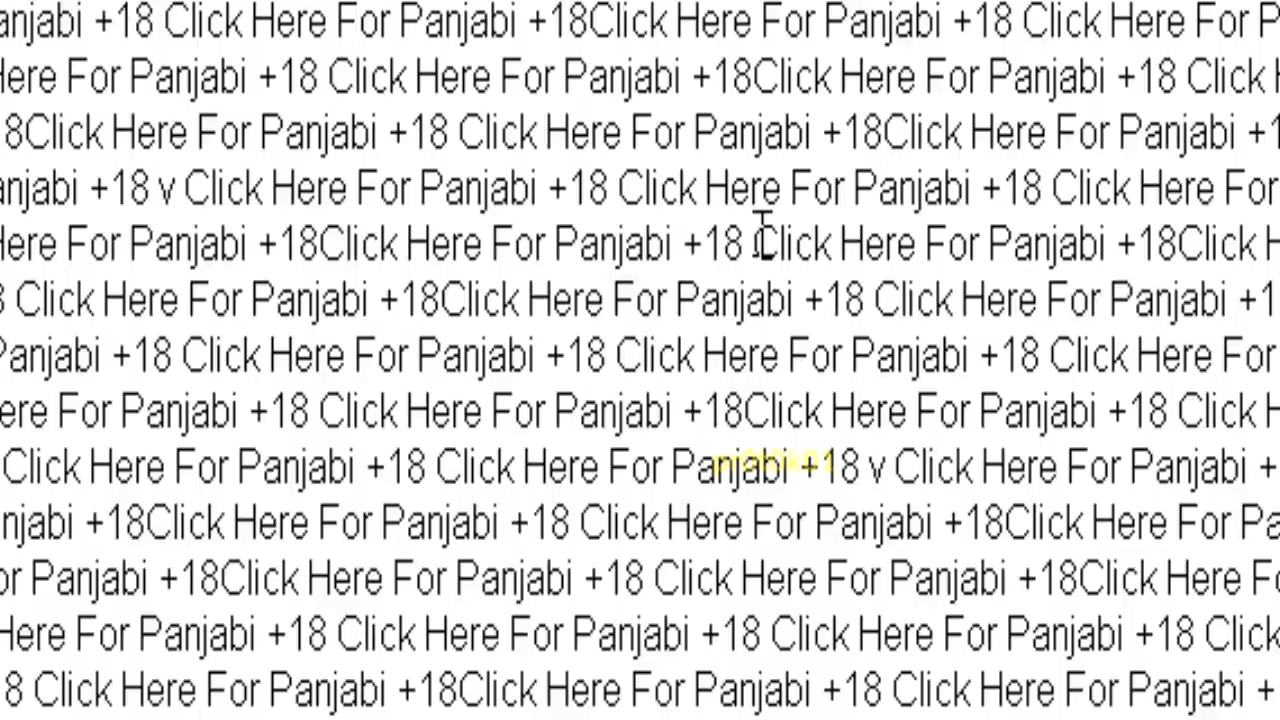 anjabi +18 Click Here For Panjabi +18Click Here For Panjabi +18 Click Here For P
Here For Panjabi +18 Click Here For Panjabi +18Click Here For Panjabi +18 Click H
8Click Here For Panjabi +18 Click Here For Panjabi +18Click Here For Panjabi +1
anjabi +18 v Click Here For Panjabi +18 Click Here For Panjabi +18 Click Here For
Here For Panjabi +18Click Here For Panjabi +18 Click Here For Panjabi +18Click H
8 Click Here For Panjabi +18Click Here For Panjabi +18 Click Here For Panjabi +1
Panjabi +18 Click Here For Panjabi +18 Click Here For Panjabi +18 Click Here For
ere For Panjabi +18 Click Here For Panjabi +18Click Here For Panjabi +18 Click H
Click Here For Panjabi +18 Click Here For Panjabi +18 v Click Here For Panjabi +
njabi +18Click Here For Panjabi +18 Click Here For Panjabi +18Click Here For Pa
or Panjabi +18Click Here For Panjabi +18 Click Here For Panjabi +18Click Here Fo
Here For Panjabi +18 Click Here For Panjabi +18 Click Here For Panjabi +18 Click
8 Click Here For Panjabi +18Click Here For Panjabi +18 Click Here For Panjabi +